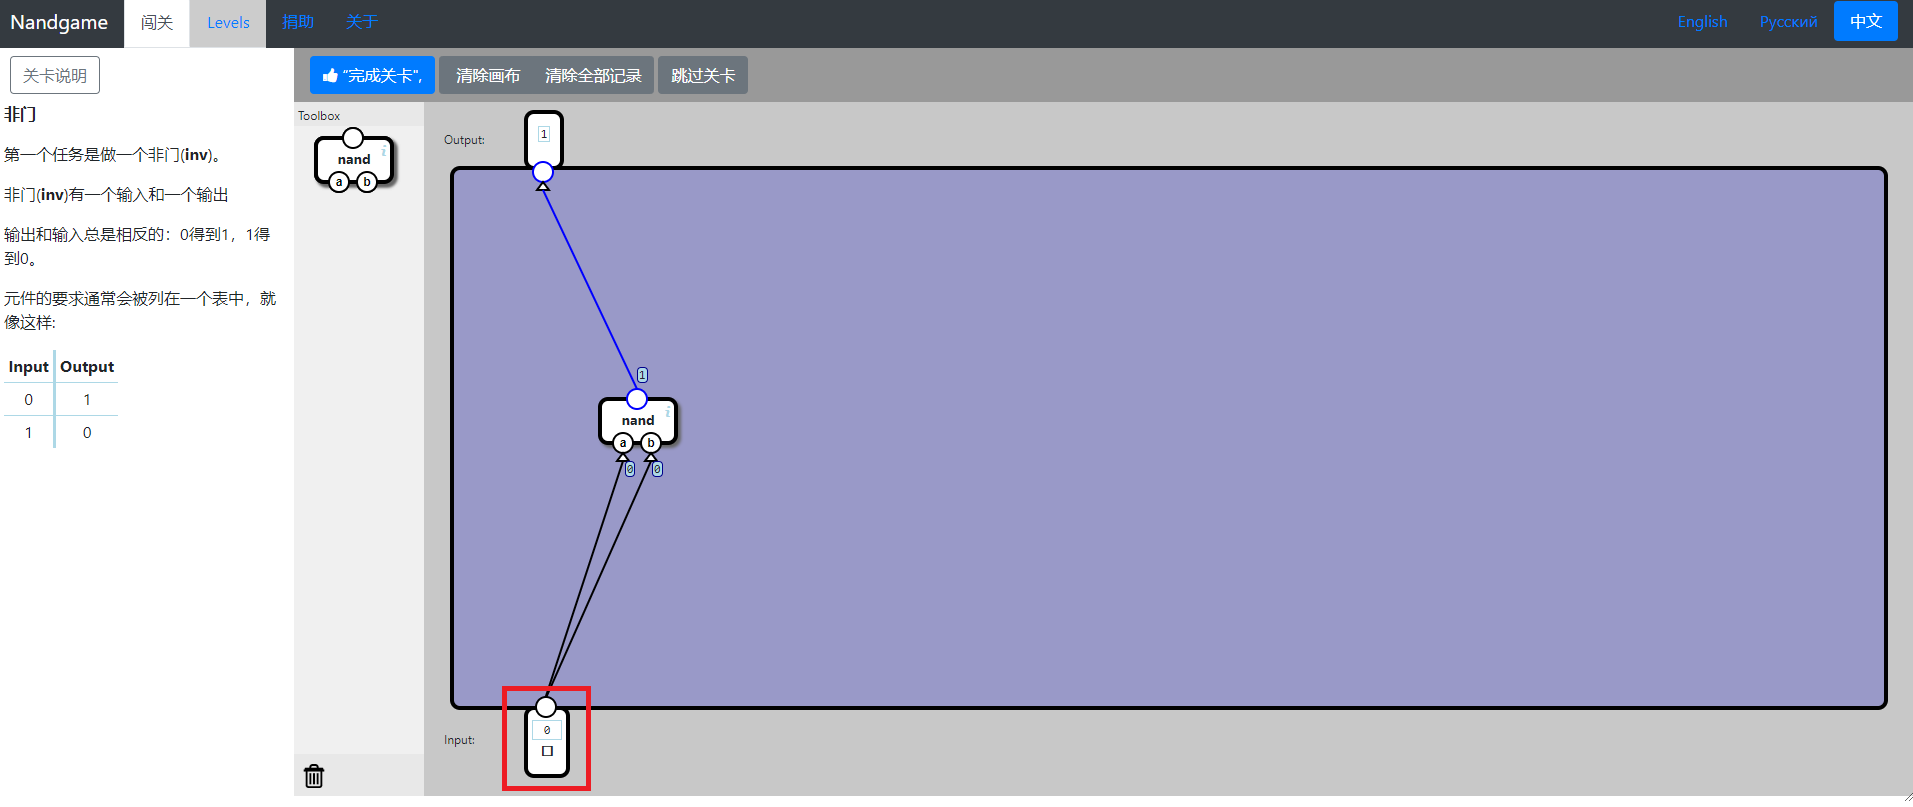 Nandgame 闯关 Levels 捐助 关于 English Русский 中文
关卡说明
"完成关卡", 清除画布 清除全部记录 跳过关卡
非门
第一个任务是做一个非门(inv)。
非门(inv)有一个输入和一个输出
输出和输入总是相反的：0得到1，1得
到0。
元件的要求通常会被列在一个表中，就
像这样:
Input Output
0 1
1 0
Toolbox
nand i
a b
Output:
1
1
nand i
a b
0 0
Input:
0